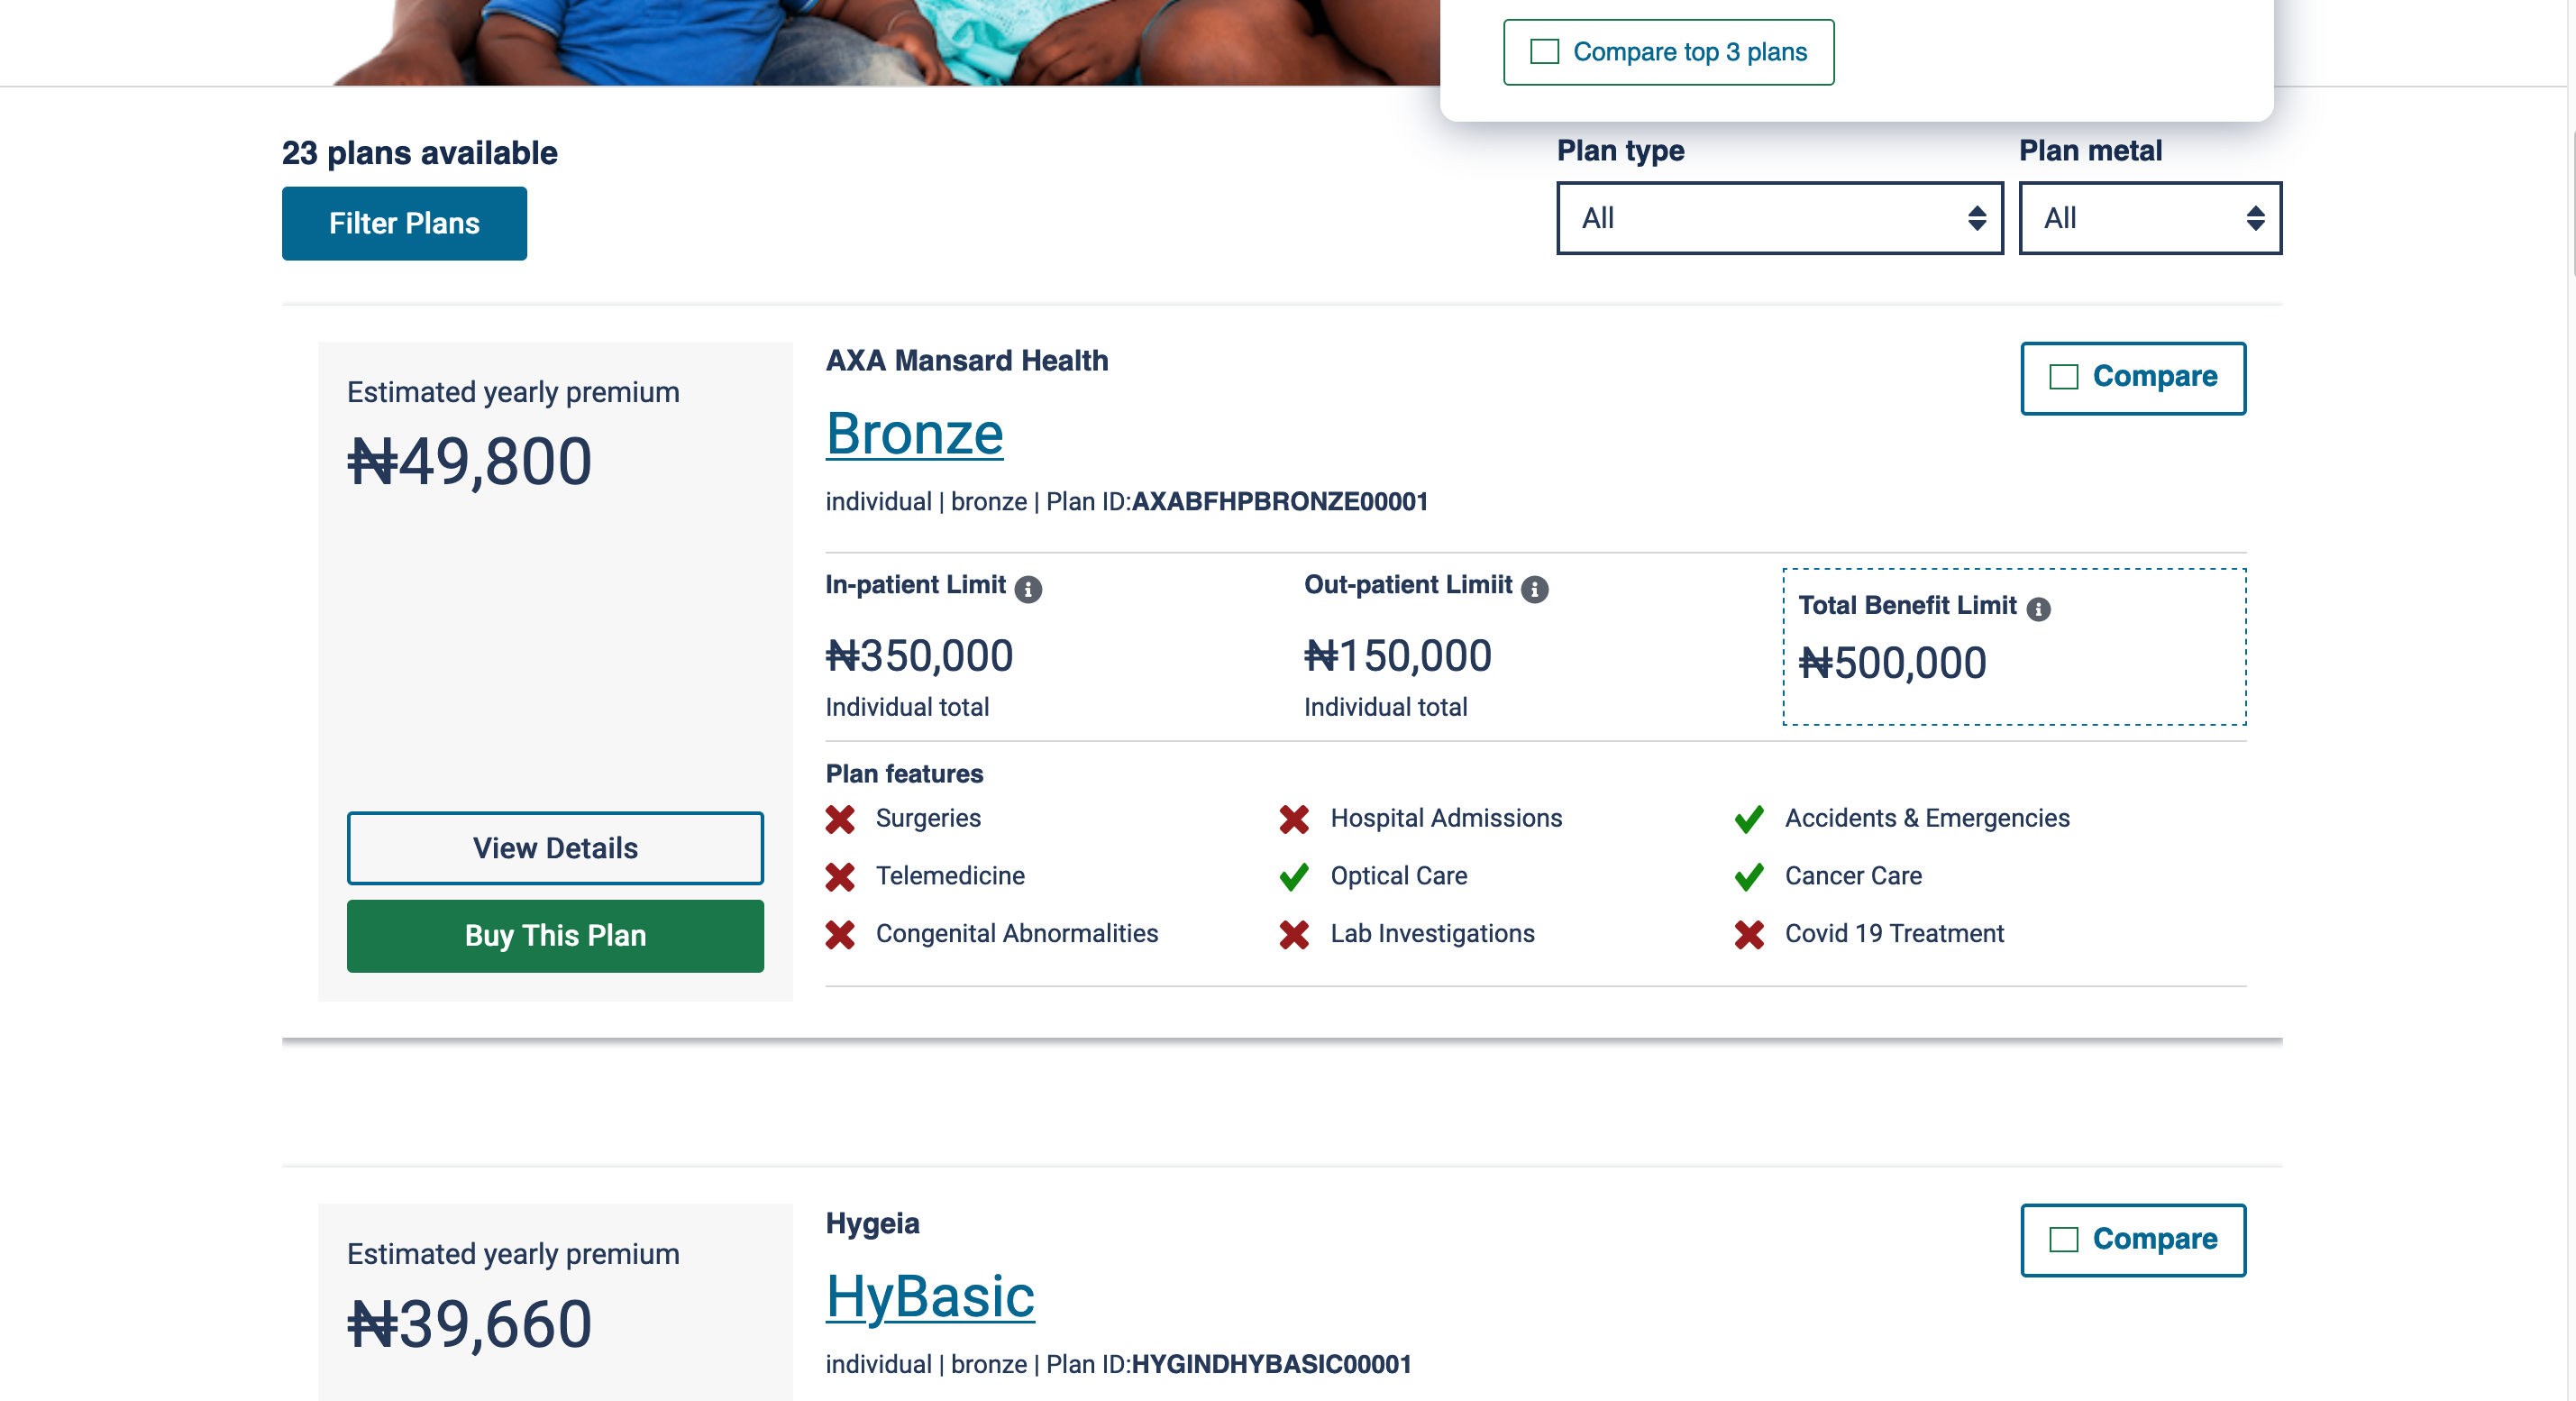 Compare top 3 plans
23 plans available
Filter Plans
Plan type
All
Plan metal
All
Estimated yearly premium
₦49,800
View Details
Buy This Plan
AXA Mansard Health
Compare
Bronze
individual | bronze | Plan ID:AXABFHPBRONZE00001
In-patient Limit
₦350,000
Individual total
Out-patient Limiit
₦150,000
Individual total
Total Benefit Limit
₦500,000
Plan features
Surgeries
Hospital Admissions
Accidents & Emergencies
Telemedicine
Optical Care
Cancer Care
Congenital Abnormalities
Lab Investigations
Covid 19 Treatment
Estimated yearly premium
₦39,660
Hygeia
Compare
HyBasic
individual | bronze | Plan ID:HYGINDHYBASIC00001